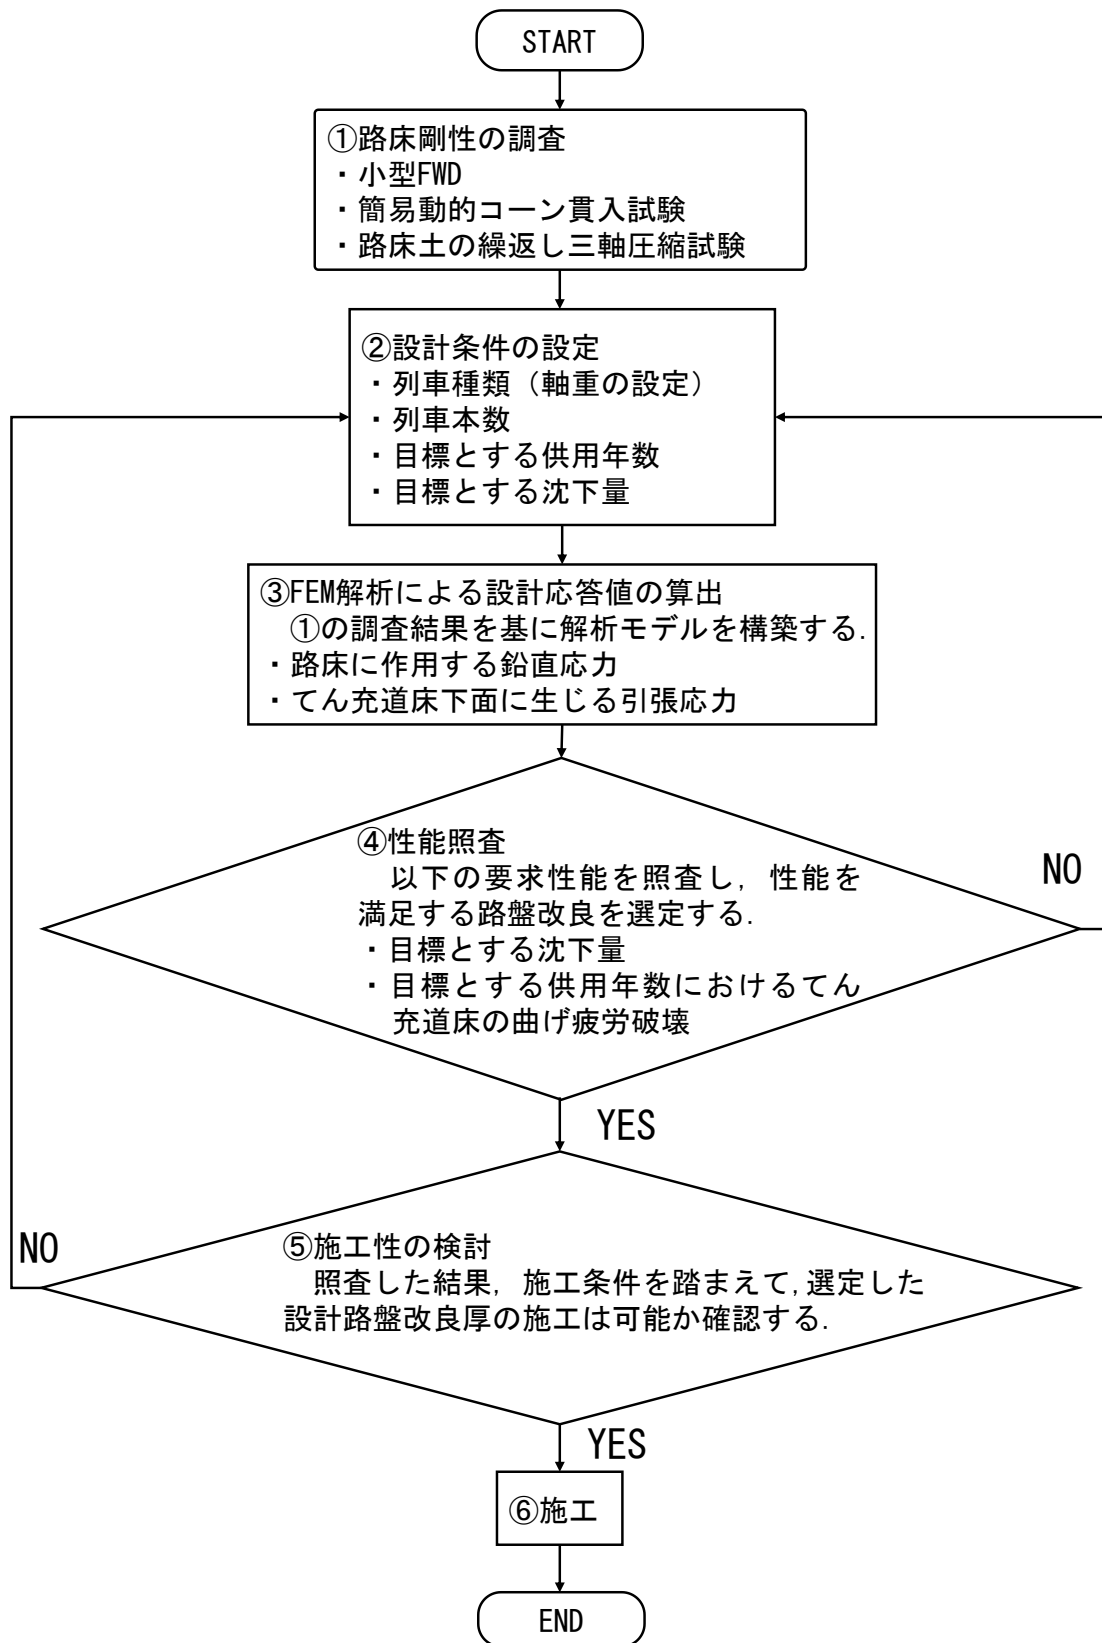 START
①路床剛性の調査
・小型FWD
・簡易動的コーン貫入試験
・路床土の繰返し三軸圧縮試験
②設計条件の設定
・列車種類（軸重の設定）
・列車本数
・目標とする供用年数
・目標とする沈下量
③FEM解析による設計応答値の算出
①の調査結果を基に解析モデルを構築する.
・路床に作用する鉛直応力
・てん充道床下面に生じる引張応力
④性能照査
以下の要求性能を照査し, 性能を
満足する路盤改良を選定する.
・目標とする沈下量
・目標とする供用年数におけるてん
充道床の曲げ疲労破壊
NO
YES
NO
⑤施工性の検討
照査した結果, 施工条件を踏まえて,選定した
設計路盤改良厚の施工は可能か確認する.
YES
⑥施工
END